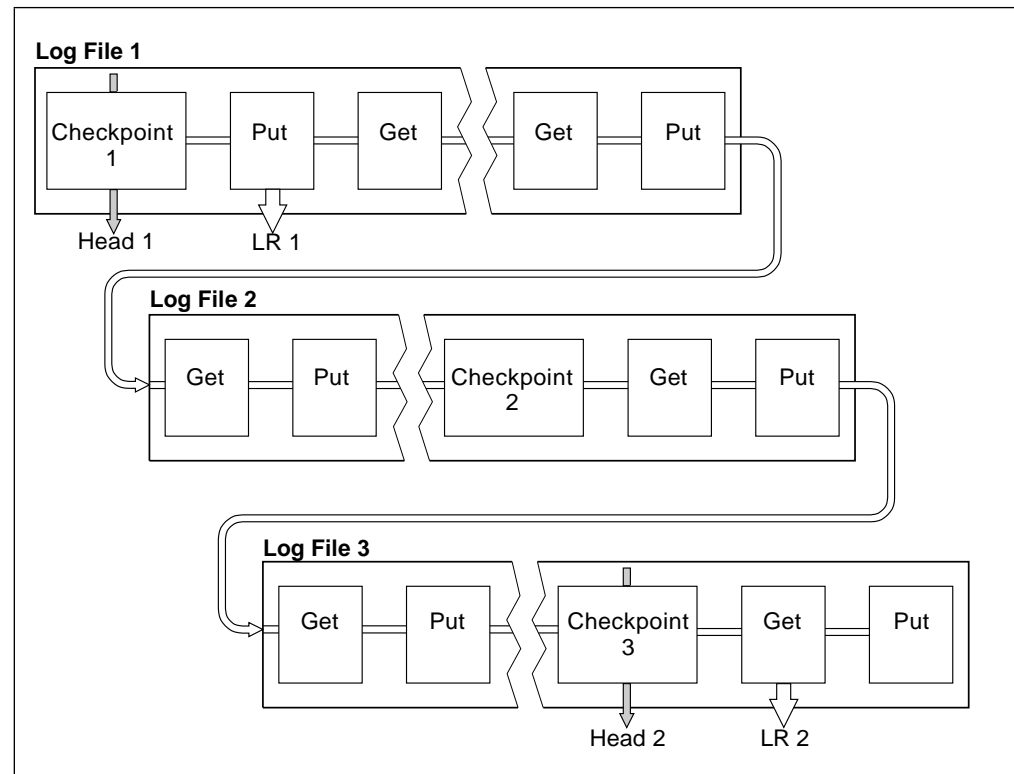 Log File 1
Checkpoint
1
Put
Get
Get
Put
Head 1
LR 1
Log File 2
Get
Put
Checkpoint
2
Get
Put
Log File 3
Get
Put
Checkpoint
3
Get
Put
Head 2
LR 2